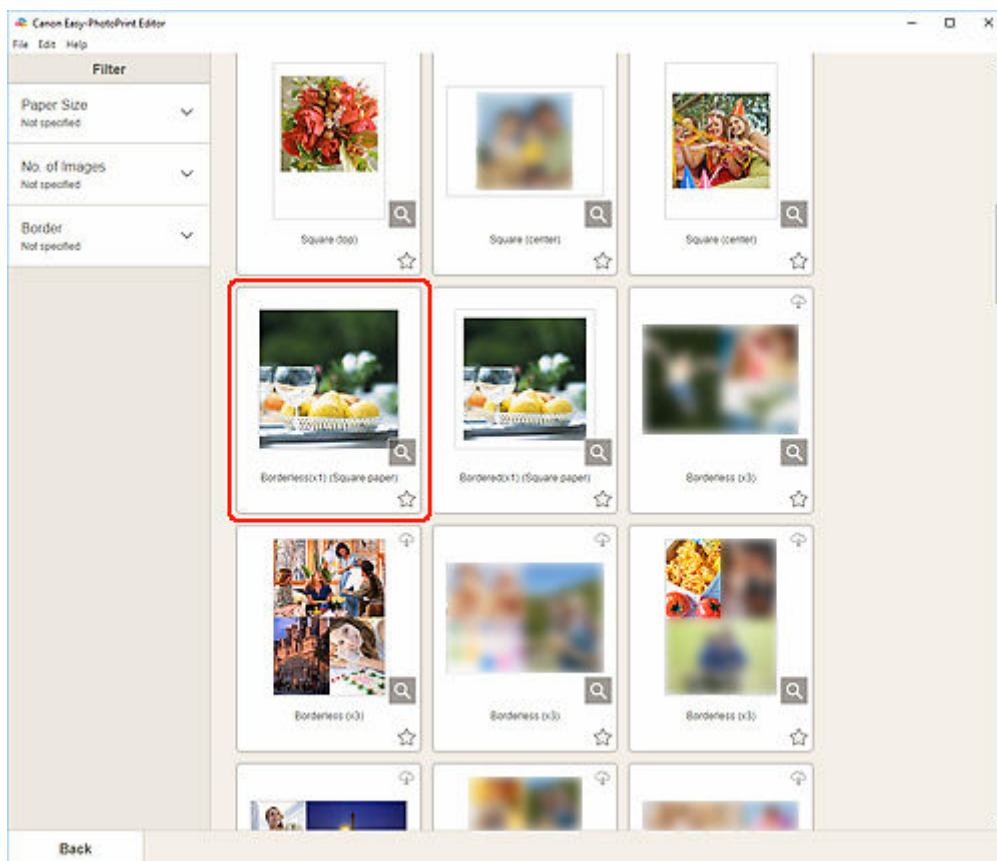 Canon Easy-PhotoPrint Editor
File Edit Help
Filter
Paper Size
Not specified
No. of Images
Not specified
Border
Not specified
Square (top)
Square (center)
Square (center)
Borderless(x1) (Square paper)
Bordered(x1) (Square paper)
Borderless (x3)
Borderless (x3)
Borderless (x3)
Borderless (x3)
Back